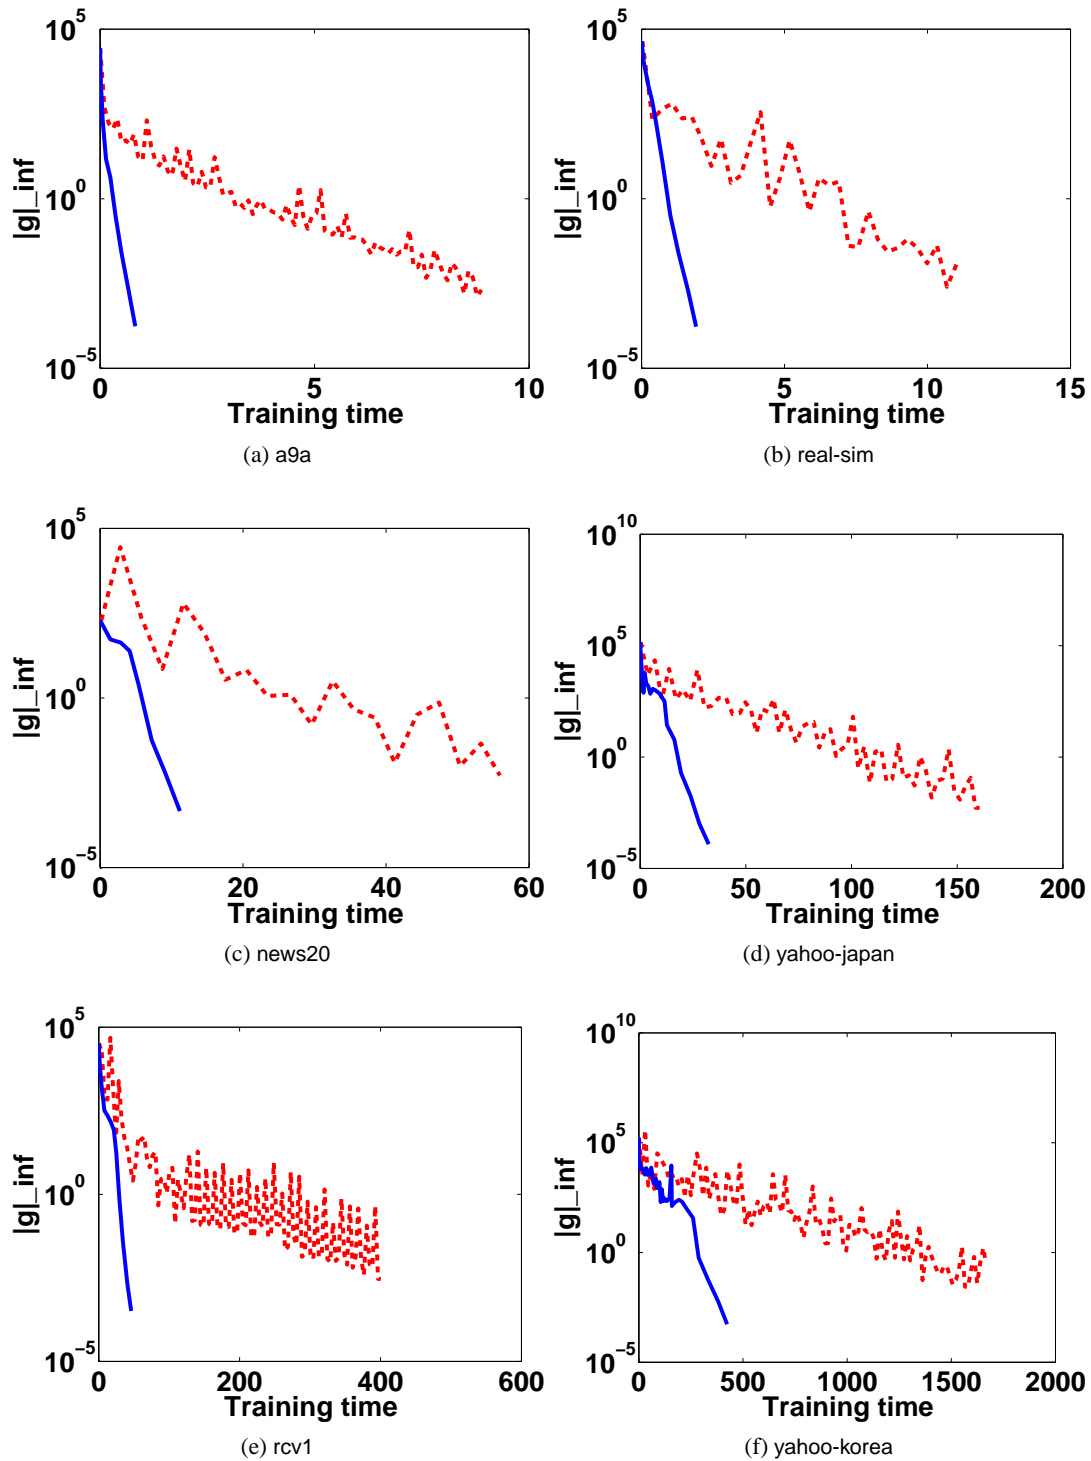 10^5
10^0
10^−5
|g|_inf
0 5 10
Training time
(a) a9a
10^5
10^0
10^−5
|g|_inf
0 5 10 15
Training time
(b) real-sim
10^5
10^0
10^−5
|g|_inf
0 20 40 60
Training time
(c) news20
10^10
10^5
10^0
10^−5
|g|_inf
0 50 100 150 200
Training time
(d) yahoo-japan
10^5
10^0
10^−5
|g|_inf
0 200 400 600
Training time
(e) rcv1
10^10
10^5
10^0
10^−5
|g|_inf
0 500 1000 1500 2000
Training time
(f) yahoo-korea